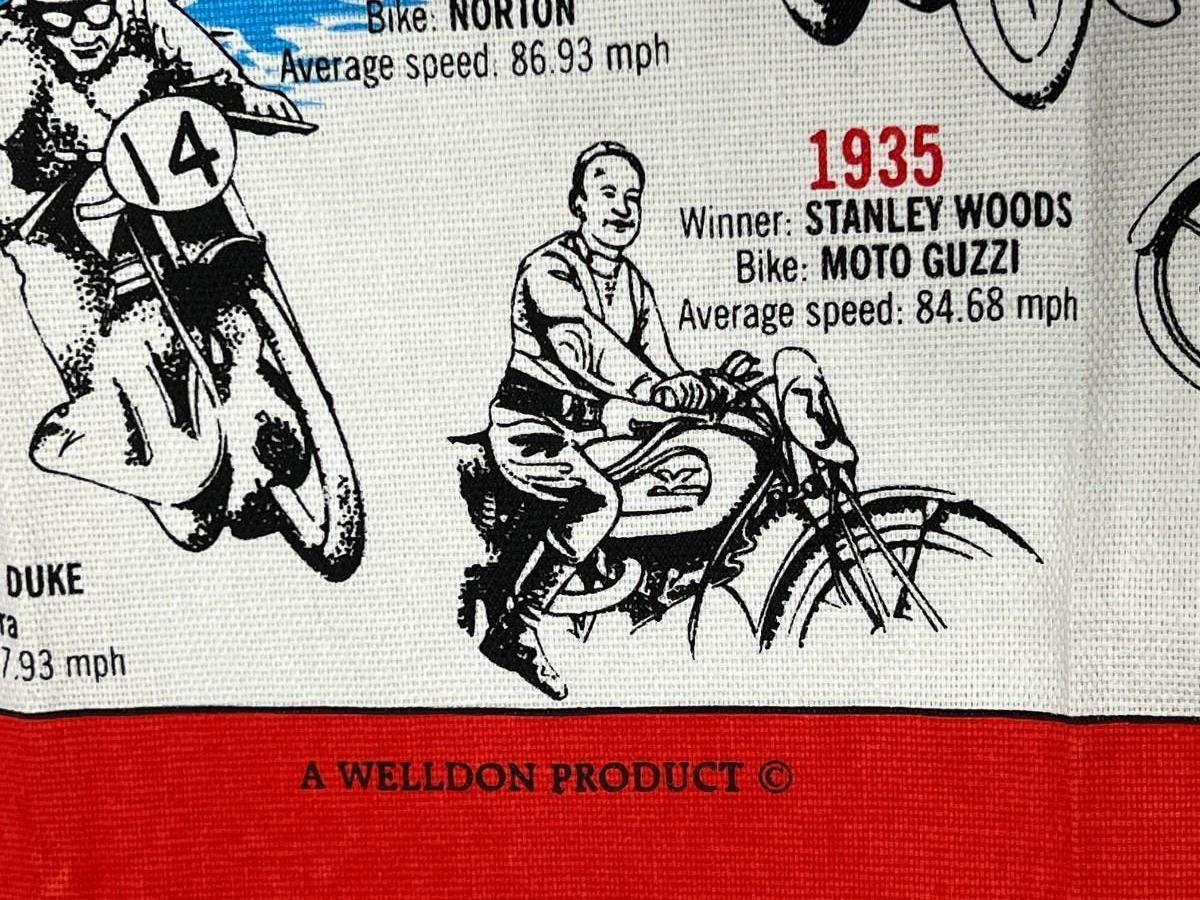 Bike: NORTON
Average speed. 86.93 mph
14
1935
Winner: STANLEY WOODS
Bike: MOTO GUZZI
Average speed: 84.68 mph
DUKE
ra
7.93 mph
A WELLDON PRODUCT ©